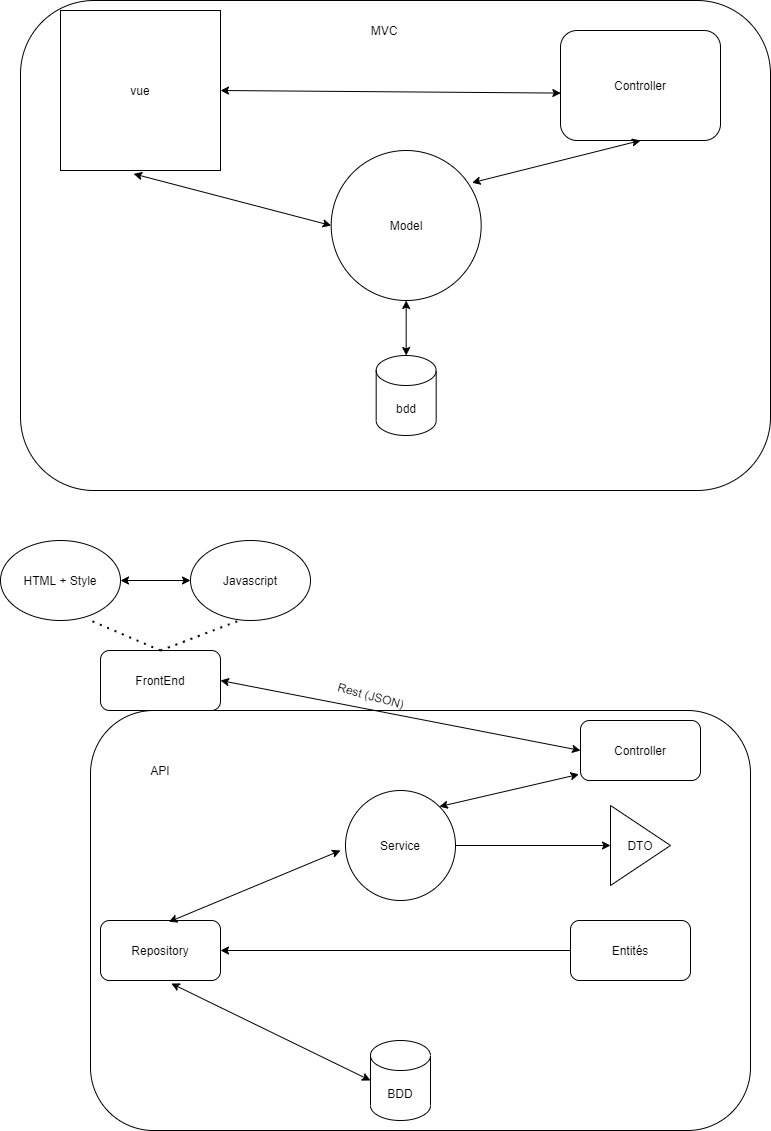 MVC
vue
Controller
Model
bdd
HTML + Style
Javascript
FrontEnd
Rest (JSON)
Controller
API
Service
DTO
Repository
Entités
BDD